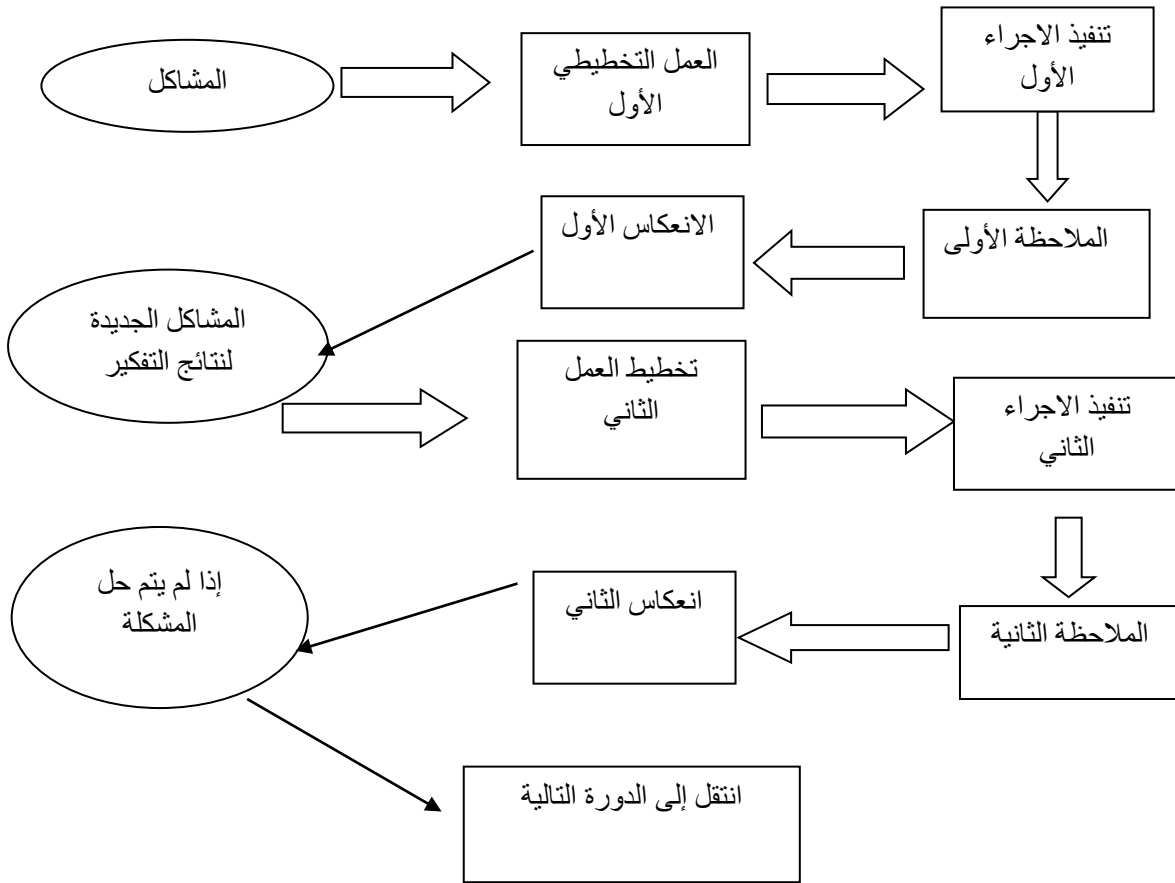 المشاكل
العمل التخطيطي
الأول
تنفيذ الاجراء
الأول
الملاحظة الأولى
الانعكاس الأول
المشاكل الجديدة
لنتائج التفكير
تخطيط العمل
الثاني
تنفيذ الاجراء
الثاني
الملاحظة الثانية
انعكاس الثاني
إذا لم يتم حل
المشكلة
انتقل إلى الدورة التالية